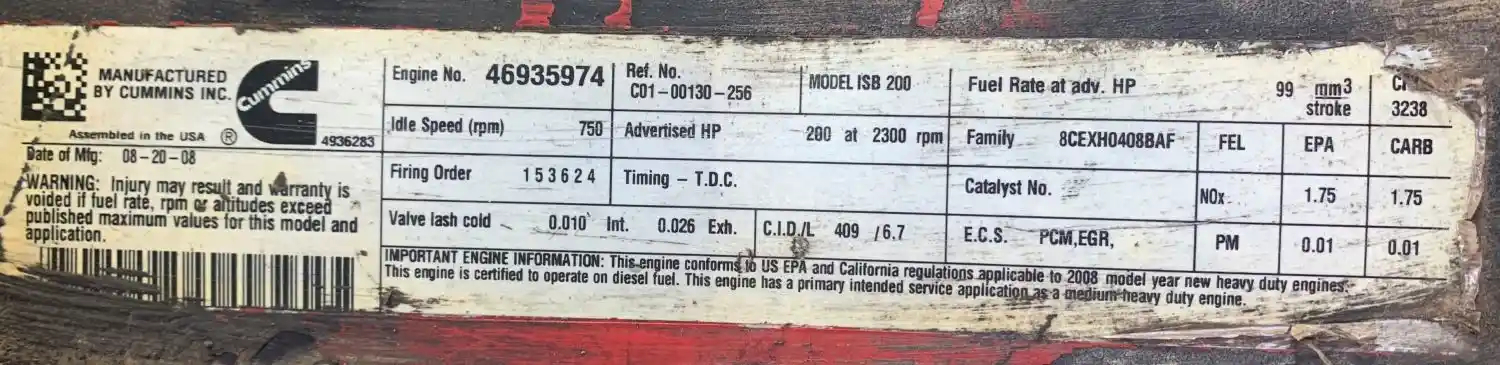 MANUFACTURED
BY CUMMINS INC.
Cummins
Assembled in the USA ®
4936283
Date of Mfg: 08-20-08
WARNING: Injury may result and warranty is
voided if fuel rate, rpm or altitudes exceed
published maximum values for this model and
application.
Engine No. 46935974
Ref. No.
C01-00130-256
MODEL ISB 200
Fuel Rate at adv. HP 99 mm3
stroke
3238
Idle Speed (rpm) 750
Advertised HP 200 at 2300 rpm
Family 8CEXH0408BAF
FEL EPA CARB
Firing Order 1 5 3 6 2 4
Timing - T.D.C.
Catalyst No.
NOx 1.75 1.75
Valve lash cold 0.010 Int. 0.026 Exh.
C.I.D./L 409 / 6.7
E.C.S. PCM,EGR,
PM 0.01 0.01
IMPORTANT ENGINE INFORMATION: This engine conforms to US EPA and California regulations applicable to 2008 model year new heavy duty engines.
This engine is certified to operate on diesel fuel. This engine has a primary intended service application as a medium heavy duty engine.